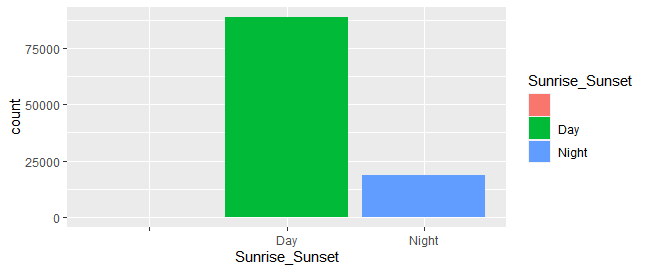 75000
50000
25000
0
count
Day
Night
Sunrise_Sunset
Sunrise_Sunset
Day
Night